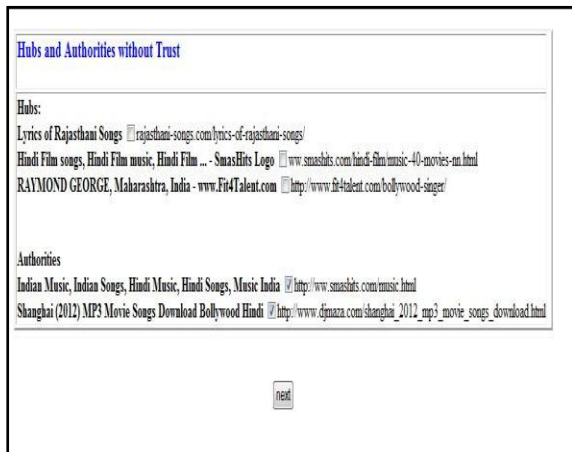 Hubs and Authorities without Trust
Hubs:
Lyrics of Rajasthani Songs rajasthani-songs.com/lyrics-of-rajasthani-songs/
Hindi Film songs, Hindi Film music, Hindi Film ... - SmasHits Logo ww.smashits.com/hindi-film/music-40-movies-nn.html
RAYMOND GEORGE, Maharashtra, India - www.Fit4Talent.com http://www.fit4talent.com/bollywood-singer/
Authorities
Indian Music, Indian Songs, Hindi Music, Hindi Songs, Music India http://ww.smashits.com/music.html
Shanghai (2012) MP3 Movie Songs Download Bollywood Hindi http://www.djmaza.com/shanghai_2012_mp3_movie_songs_download.html
next